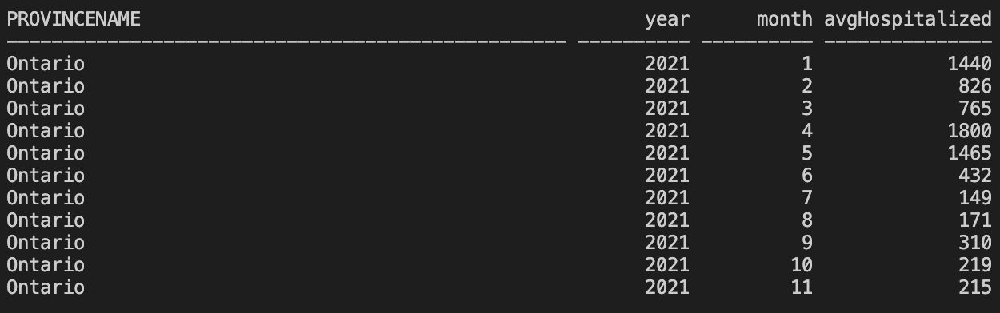 PROVINCENAME year month avgHospitalized
-------------------------------------------------- ---------- ---------- ---------------
Ontario 2021 1 1440
Ontario 2021 2 826
Ontario 2021 3 765
Ontario 2021 4 1800
Ontario 2021 5 1465
Ontario 2021 6 432
Ontario 2021 7 149
Ontario 2021 8 171
Ontario 2021 9 310
Ontario 2021 10 219
Ontario 2021 11 215